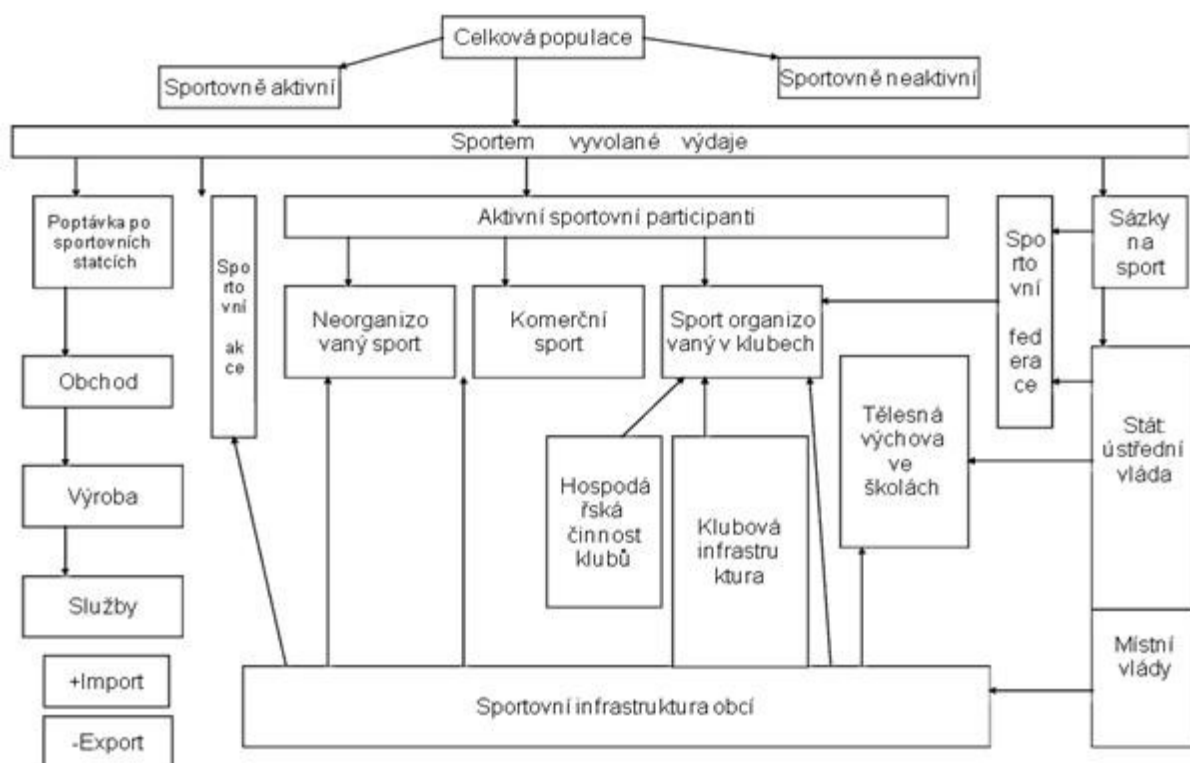 Celková populace
Sportovně aktivní
Sportovně neaktivní
Sportem vyvolané výdaje
Poptávka po
sportovních
statcích
Spo
rto
vní
ak
ce
Aktivní sportovní participanti
Spo
rto
vní
fed
era
ce
Sázky
na
sport
Neorganizo
vaný sport
Komerční
sport
Sport organizo
vaný v klubech
Obchod
Tělesná
výchova
ve
školách
Stát:
ústřední
vláda
Výroba
Hospodá
řská
činnost
klubů
Klubová
infrastru
ktura
Služby
Místní
vlády
+Import
Sportovní infrastruktura obcí
-Export